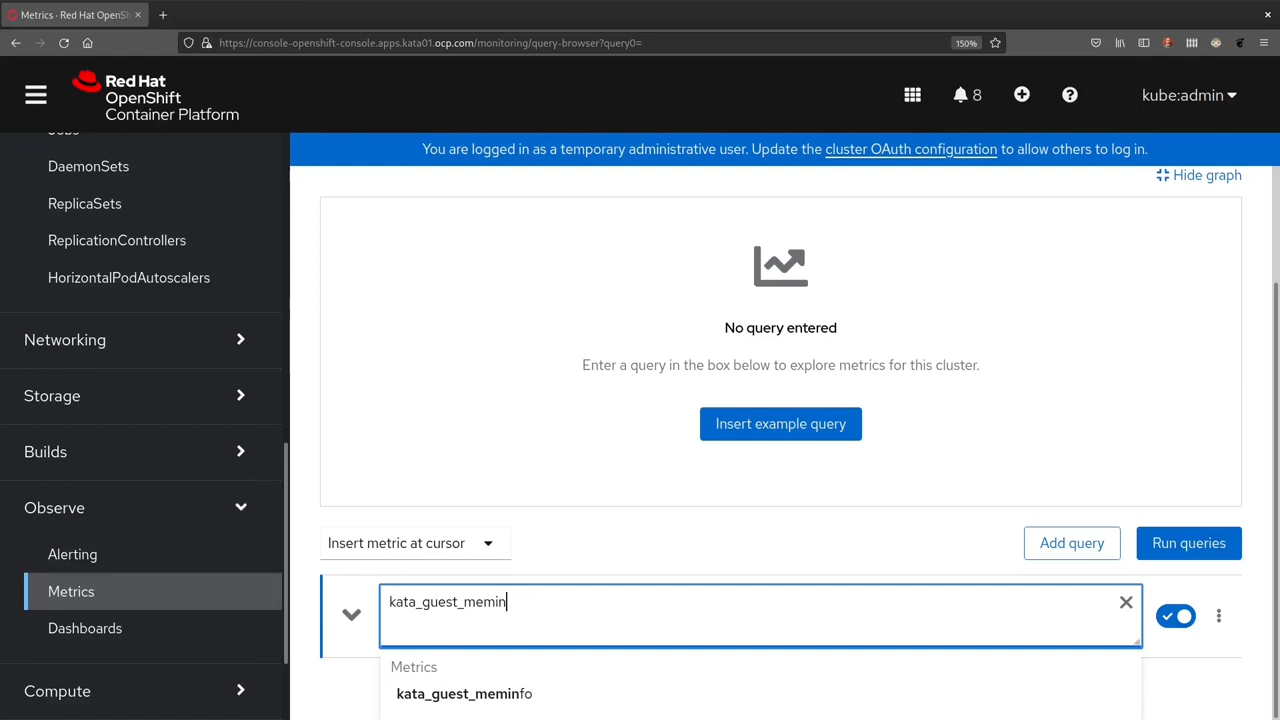 Metrics · Red Hat OpenSh
https://console-openshift-console.apps.kata01.ocp.com/monitoring/query-browser?query0=
150%
Red Hat
OpenShift
Container Platform
8
kube:admin
Jobs
DaemonSets
ReplicaSets
ReplicationControllers
HorizontalPodAutoscalers
Networking
Storage
Builds
Observe
Alerting
Metrics
Dashboards
Compute
You are logged in as a temporary administrative user. Update the cluster OAuth configuration to allow others to log in.
Hide graph
No query entered
Enter a query in the box below to explore metrics for this cluster.
Insert example query
Insert metric at cursor
Add query
Run queries
kata_guest_memin
Metrics
kata_guest_meminfo